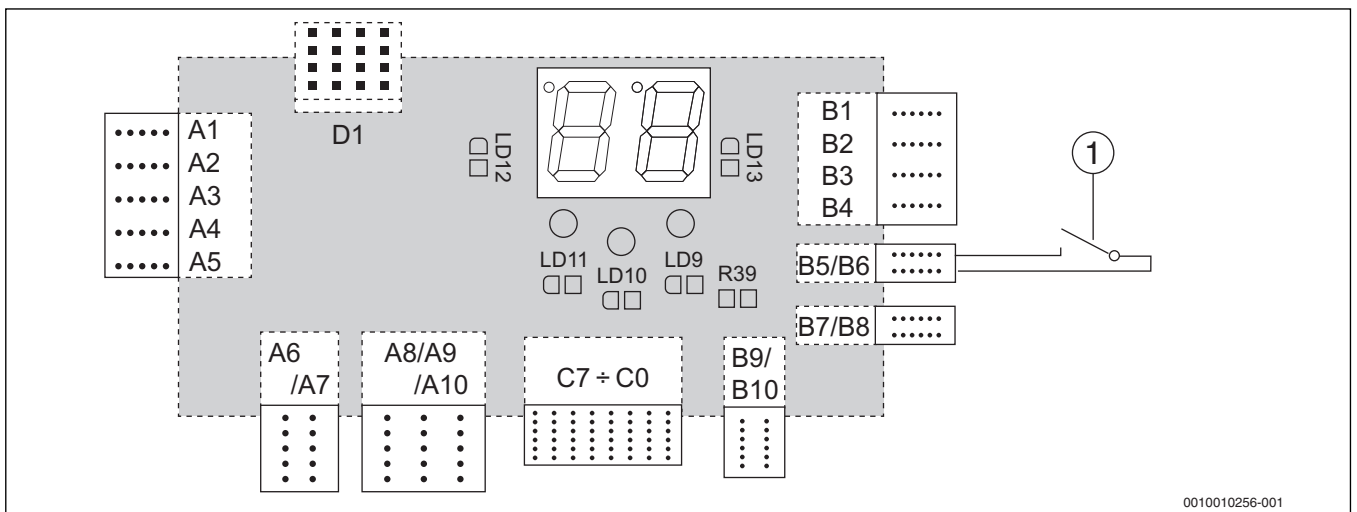 D1
A1
A2
A3
A4
A5
LD12
LD13
B1
B2
B3
B4
1
LD11
LD10
LD9
R39
B5/B6
B7/B8
A6
/A7
A8/A9
/A10
C7 ÷ C0
B9/
B10
0010010256-001